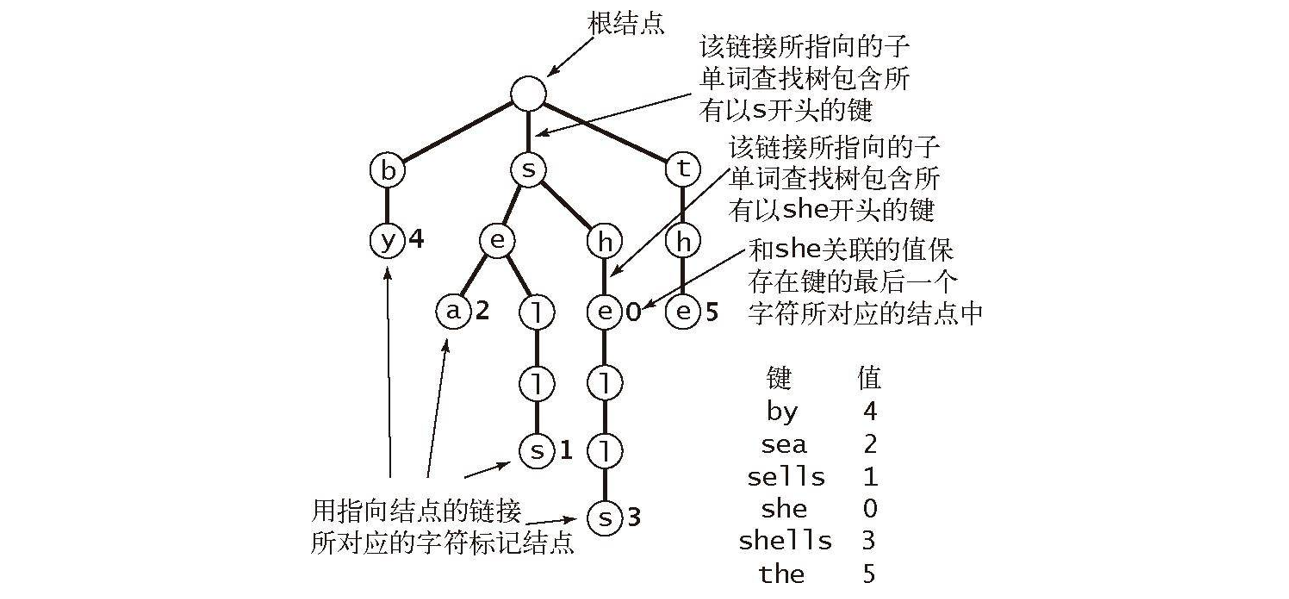 根结点
该链接所指向的子
单词查找树包含所
有以s开头的键
该链接所指向的子
单词查找树包含所
有以she开头的键
和she关联的值保
存在键的最后一个
字符所对应的结点中
b
s
t
y 4
e
h
h
a 2
l
e 0
e 5
l
l
s 1
l
s 3
用指向结点的链接
所对应的字符标记结点
键 值
by 4
sea 2
sells 1
she 0
shells 3
the 5